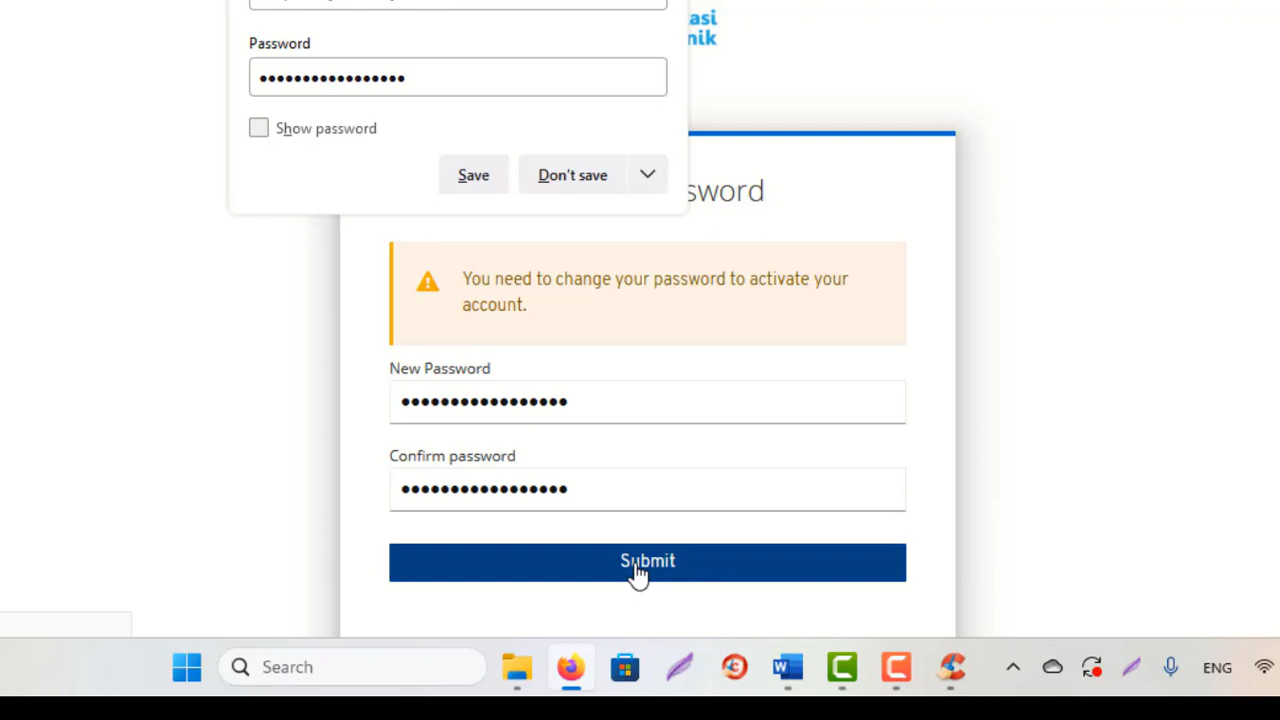 asi
nik
Password
•••••••••••••••••
Show password
Save
Don't save
sword
You need to change your password to activate your
account.
New Password
•••••••••••••••••
Confirm password
•••••••••••••••••
Submit
Search
ENG